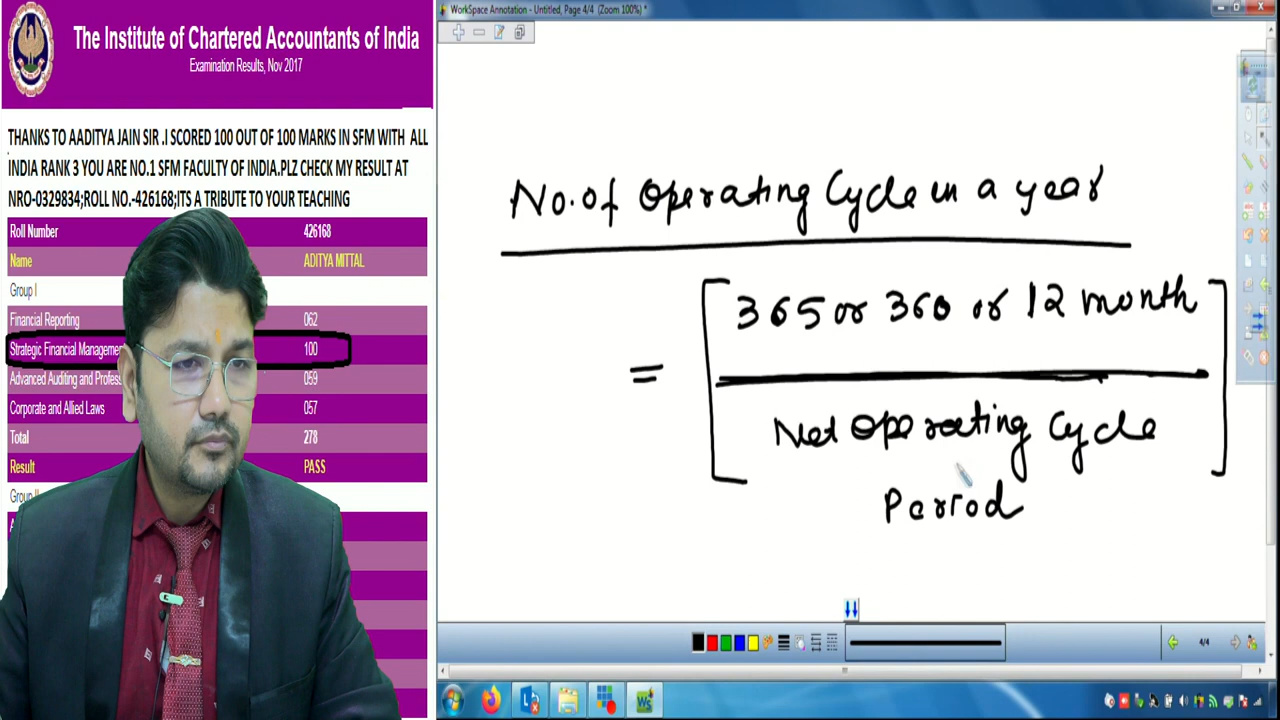 The Institute of Chartered Accountants of India
Examination Results, Nov 2017
THANKS TO AADITYA JAIN SIR .I SCORED 100 OUT OF 100 MARKS IN SFM WITH ALL
INDIA RANK 3 YOU ARE NO.1 SFM FACULTY OF INDIA.PLZ CHECK MY RESULT AT
NRO-0329834;ROLL NO.-426168;ITS A TRIBUTE TO YOUR TEACHING
Roll Number 426168
Name ADITYA MITTAL
Group I
Financial Reporting 062
Strategic Financial Management 100
Advanced Auditing and Profess 059
Corporate and Allied Laws 057
Total 278
Result PASS
Group
WorkSpace Annotation - Untitled, Page 4/4 (Zoom 100%) *
No. of Operating Cycle in a year
= [365 or 360 or 12 month
Net Operating Cycle]
Period
4/4